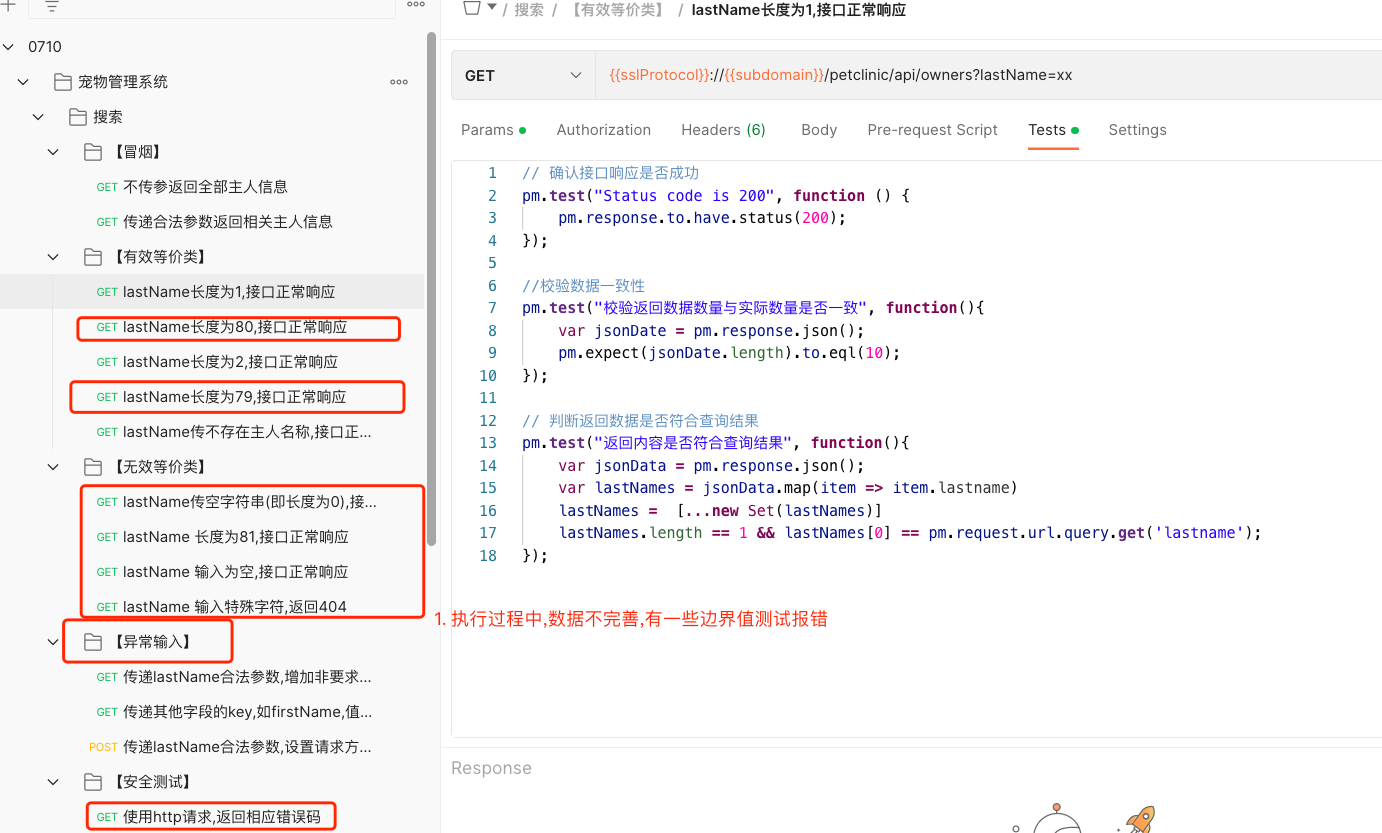 0710
宠物管理系统
搜索
【冒烟】
GET 不传参返回全部主人信息
GET 传递合法参数返回相关主人信息
【有效等价类】
GET lastName长度为1,接口正常响应
GET lastName长度为80,接口正常响应
GET lastName长度为2,接口正常响应
GET lastName长度为79,接口正常响应
GET lastName传不存在主人名称,接口正...
【无效等价类】
GET lastName传空字符串(即长度为0),接...
GET lastName 长度为81,接口正常响应
GET lastName 输入为空,接口正常响应
GET lastName 输入特殊字符,返回404
【异常输入】
GET 传递lastName合法参数,增加非要求...
GET 传递其他字段的key,如firstName,值...
POST 传递lastName合法参数,设置请求方...
【安全测试】
GET 使用http请求,返回相应错误码
/ 搜索 / 【有效等价类】 / lastName长度为1,接口正常响应
GET {{sslProtocol}}://{{subdomain}}/petclinic/api/owners?lastName=xx
Params Authorization Headers (6) Body Pre-request Script Tests Settings
1 // 确认接口响应是否成功
2 pm.test("Status code is 200", function () {
3 pm.response.to.have.status(200);
4 });
5
6 //校验数据一致性
7 pm.test("校验返回数据数量与实际数量是否一致", function(){
8 var jsonDate = pm.response.json();
9 pm.expect(jsonDate.length).to.eql(10);
10 });
11
12 // 判断返回数据是否符合查询结果
13 pm.test("返回内容是否符合查询结果", function(){
14 var jsonData = pm.response.json();
15 var lastNames = jsonData.map(item => item.lastname)
16 lastNames =  [...new Set(lastNames)]
17 lastNames.length == 1 && lastNames[0] == pm.request.url.query.get('lastname');
18 });
1. 执行过程中,数据不完善,有一些边界值测试报错
Response